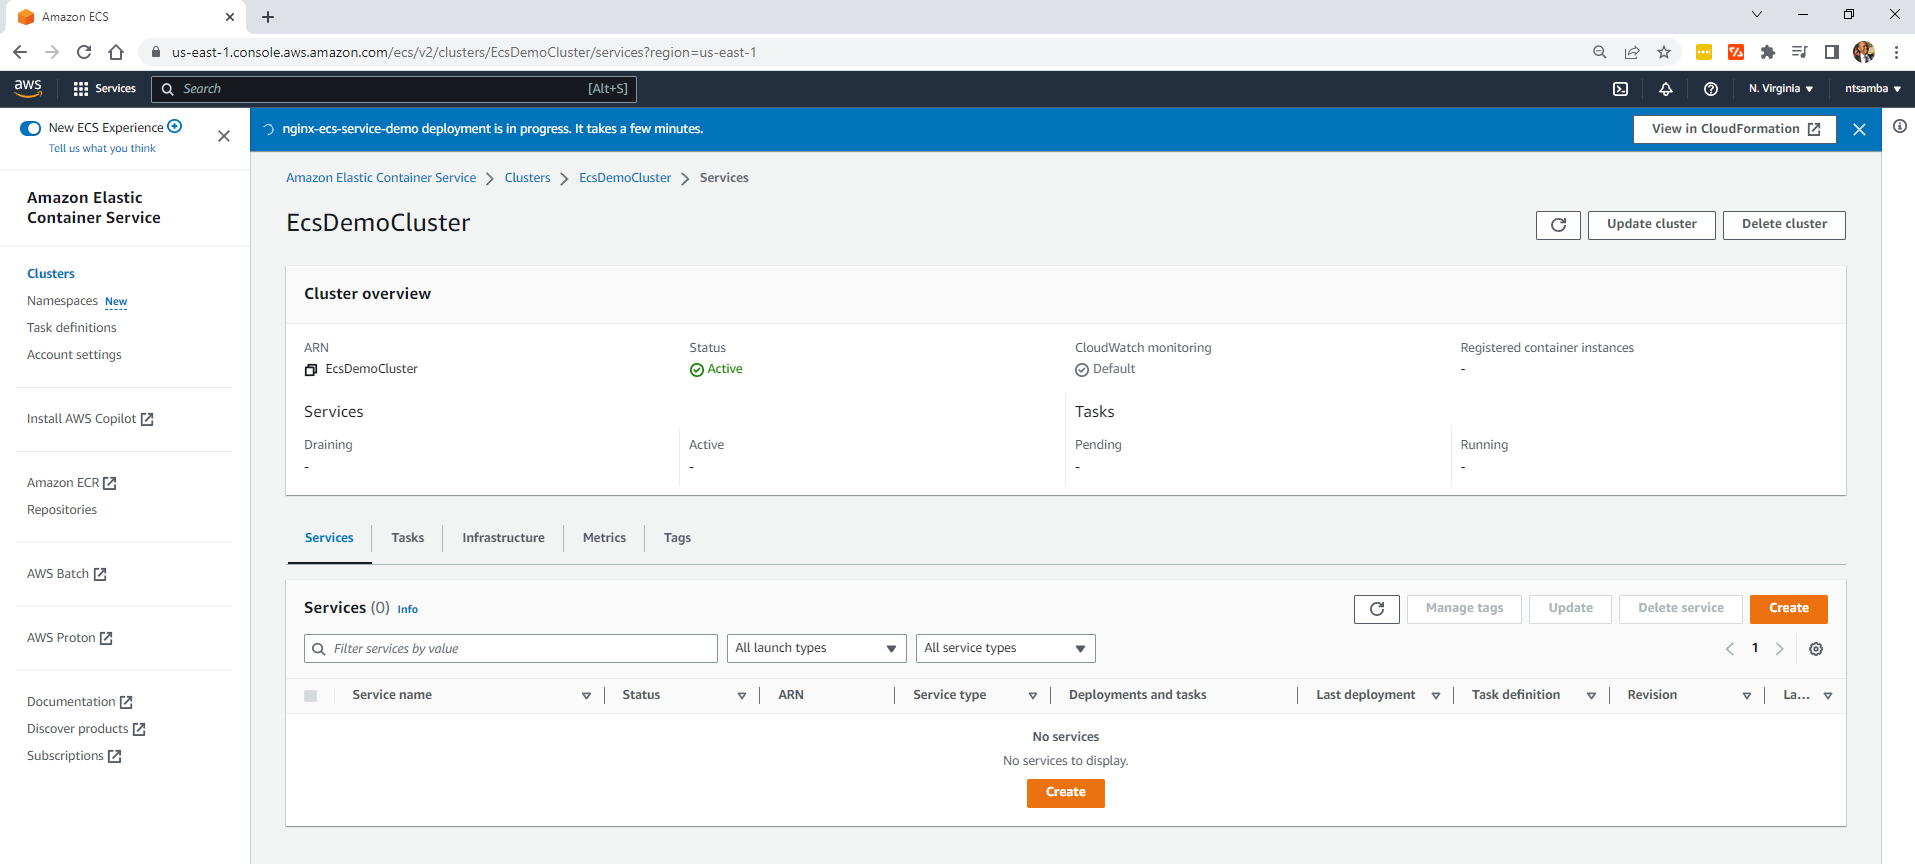 Amazon ECS
us-east-1.console.aws.amazon.com/ecs/v2/clusters/EcsDemoCluster/services?region=us-east-1
aws
Services
Search
[Alt+S]
N. Virginia
ntsamba
New ECS Experience
Tell us what you think
Amazon Elastic
Container Service
Clusters
Namespaces New
Task definitions
Account settings
Install AWS Copilot
Amazon ECR
Repositories
AWS Batch
AWS Proton
Documentation
Discover products
Subscriptions
nginx-ecs-service-demo deployment is in progress. It takes a few minutes.
View in CloudFormation
Amazon Elastic Container Service > Clusters > EcsDemoCluster > Services
EcsDemoCluster
Update cluster
Delete cluster
Cluster overview
ARN
EcsDemoCluster
Status
Active
CloudWatch monitoring
Default
Registered container instances
-
Services
Draining
-
Active
-
Tasks
Pending
-
Running
-
Services Tasks Infrastructure Metrics Tags
Services (0) Info
Manage tags
Update
Delete service
Create
Filter services by value
All launch types
All service types
1
Service name Status ARN Service type Deployments and tasks Last deployment Task definition Revision La...
No services
No services to display.
Create